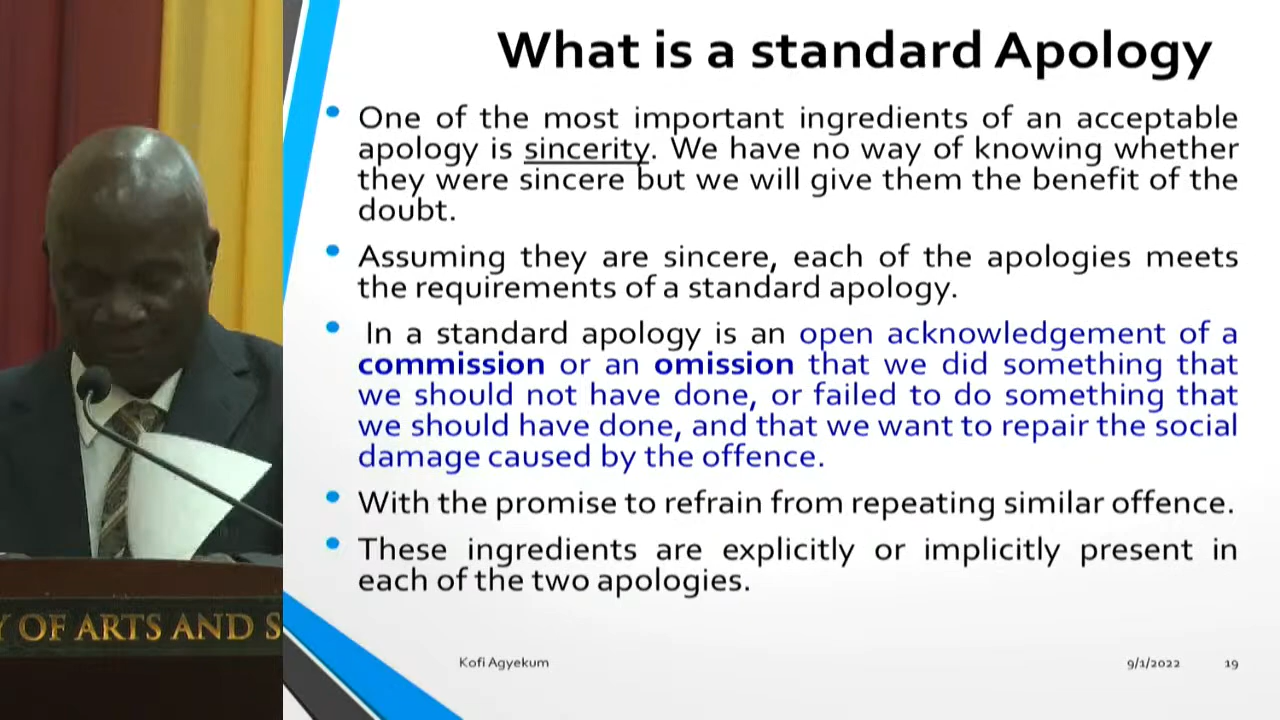 What is a standard Apology
• One of the most important ingredients of an acceptable
apology is sincerity. We have no way of knowing whether
they were sincere but we will give them the benefit of the
doubt.
• Assuming they are sincere, each of the apologies meets
the requirements of a standard apology.
• In a standard apology is an open acknowledgement of a
commission or an omission that we did something that
we should not have done, or failed to do something that
we should have done, and that we want to repair the social
damage caused by the offence.
• With the promise to refrain from repeating similar offence.
• These ingredients are explicitly or implicitly present in
each of the two apologies.
Kofi Agyekum
9/1/2022
19
Y OF ARTS AND S